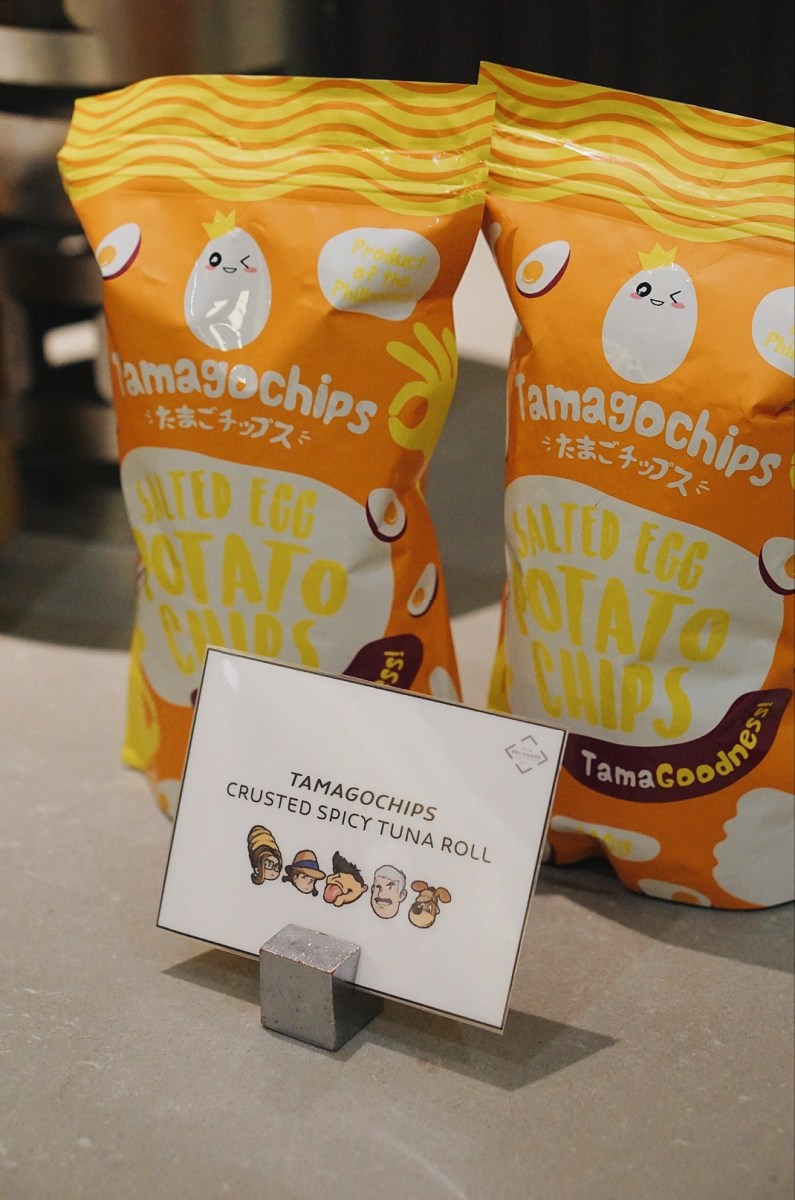 Product
of the
Philippines
Tamagochips
たまごチップス
SALTED EGG
POTATO
CHIPS
Tamagochips
たまごチップス
SALTED EGG
POTATO
CHIPS
TamaGoodness!
TAMAGOCHIPS
CRUSTED SPICY TUNA ROLL